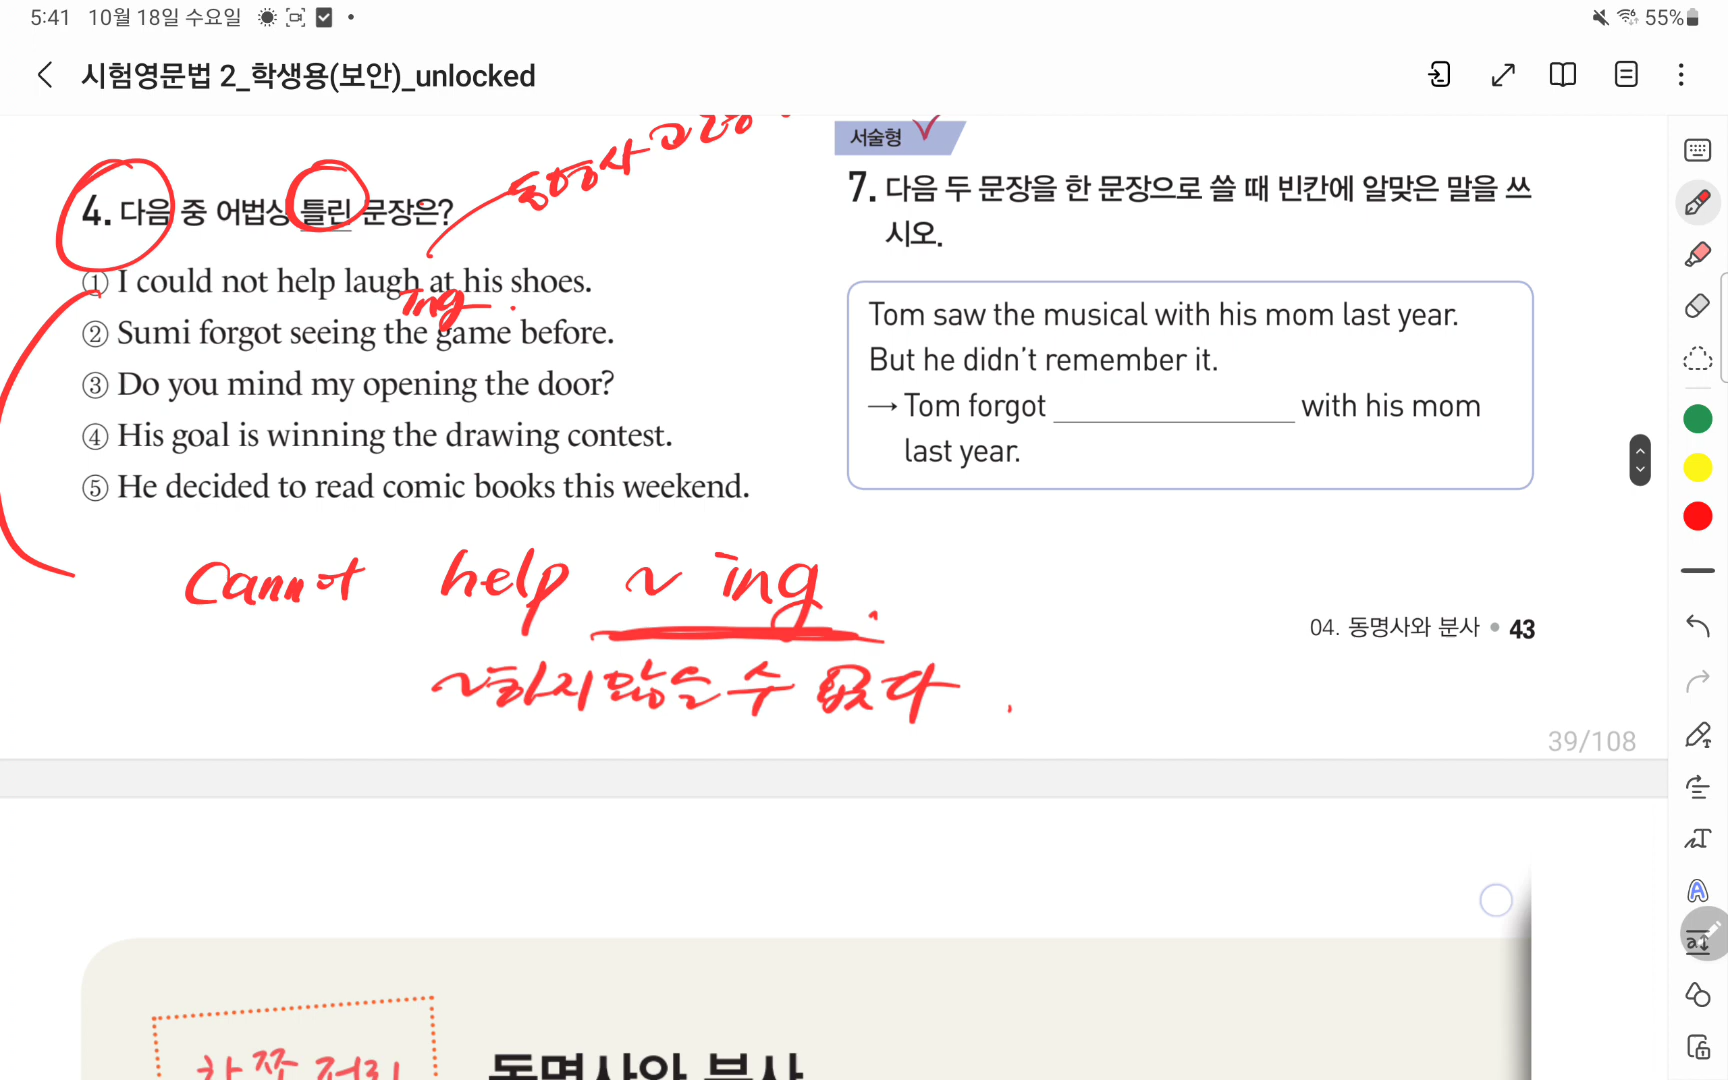 5:41 10월 18일 수요일
55%
시험영문법 2_학생용(보안)_unlocked
동명사
4. 다음 중 어법상 틀린 문장은?
① I could not help laugh at his shoes.
ing
② Sumi forgot seeing the game before.
③ Do you mind my opening the door?
④ His goal is winning the drawing contest.
⑤ He decided to read comic books this weekend.
cannot help ~ ing.
~하지 않을 수 없다.
서술형
7. 다음 두 문장을 한 문장으로 쓸 때 빈칸에 알맞은 말을 쓰
시오.
Tom saw the musical with his mom last year.
But he didn't remember it.
→ Tom forgot ________ with his mom
last year.
04. 동명사와 분사 • 43
39/108
동명사와 분사